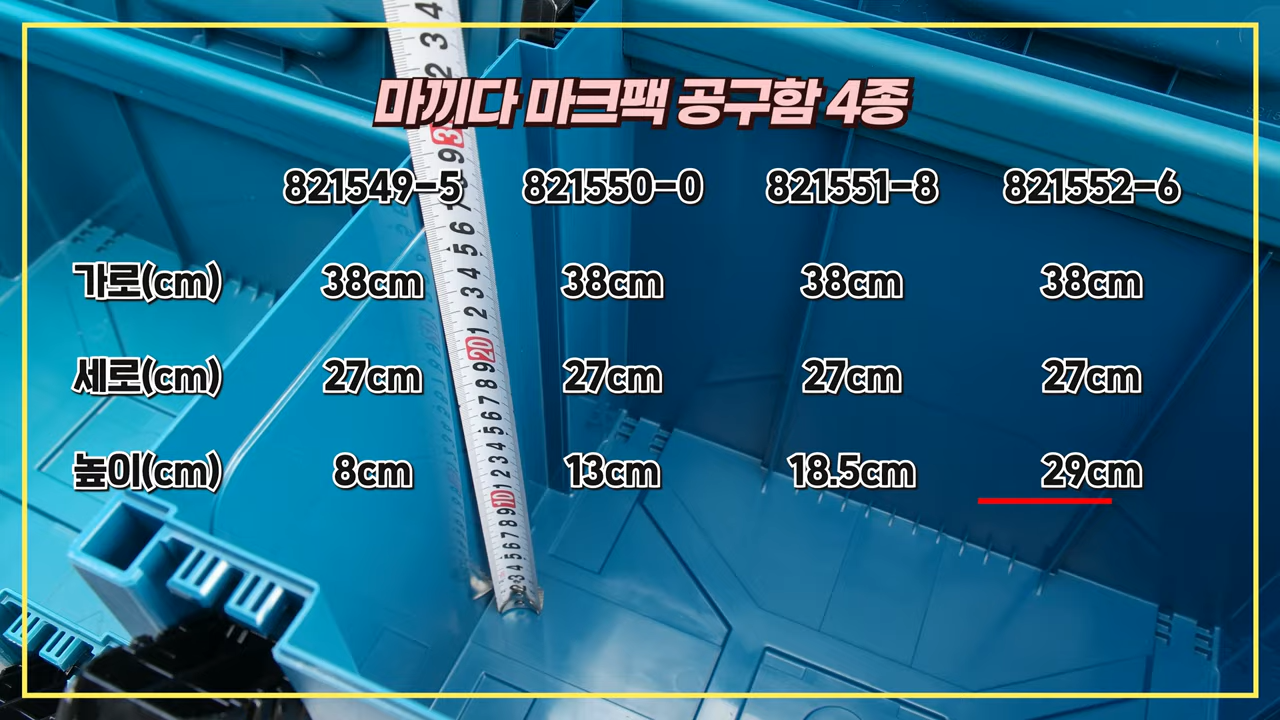 마끼다 마크팩 공구함 4종
821549-5 821550-0 821551-8 821552-6
가로(cm) 38cm 38cm 38cm 38cm
세로(cm) 27cm 27cm 27cm 27cm
높이(cm) 8cm 13cm 18.5cm 29cm